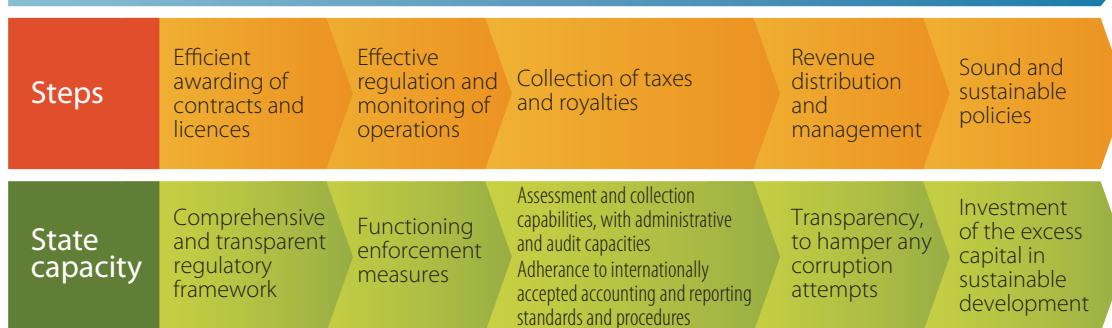 Steps
Efficient
awarding of
contracts and
licences
Effective
regulation and
monitoring of
operations
Collection of taxes
and royalties
Revenue
distribution
and
management
Sound and
sustainable
policies
State
capacity
Comprehensive
and transparent
regulatory
framework
Functioning
enforcement
measures
Assessment and collection
capabilities, with administrative
and audit capacities
Adherance to internationally
accepted accounting and reporting
standards and procedures
Transparency,
to hamper any
corruption
attempts
Investment
of the excess
capital in
sustainable
development